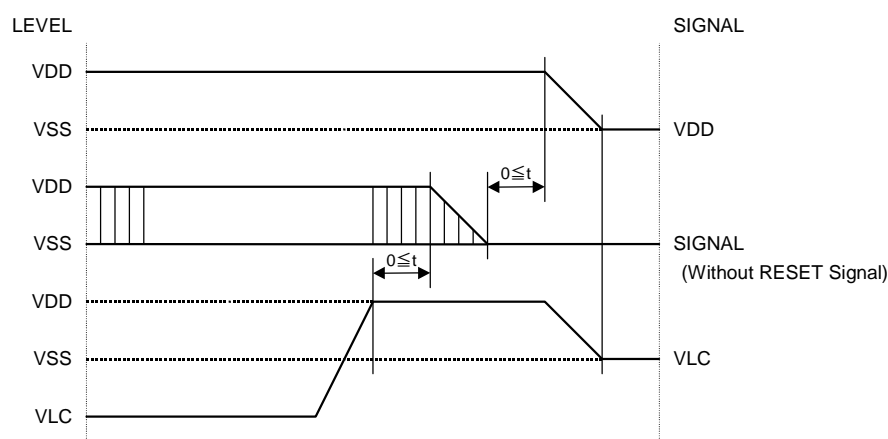 LEVEL
SIGNAL
VDD
VSS
VDD
VDD
0≦t
VSS
SIGNAL
(Without RESET Signal)
0≦t
VDD
VSS
VLC
VLC